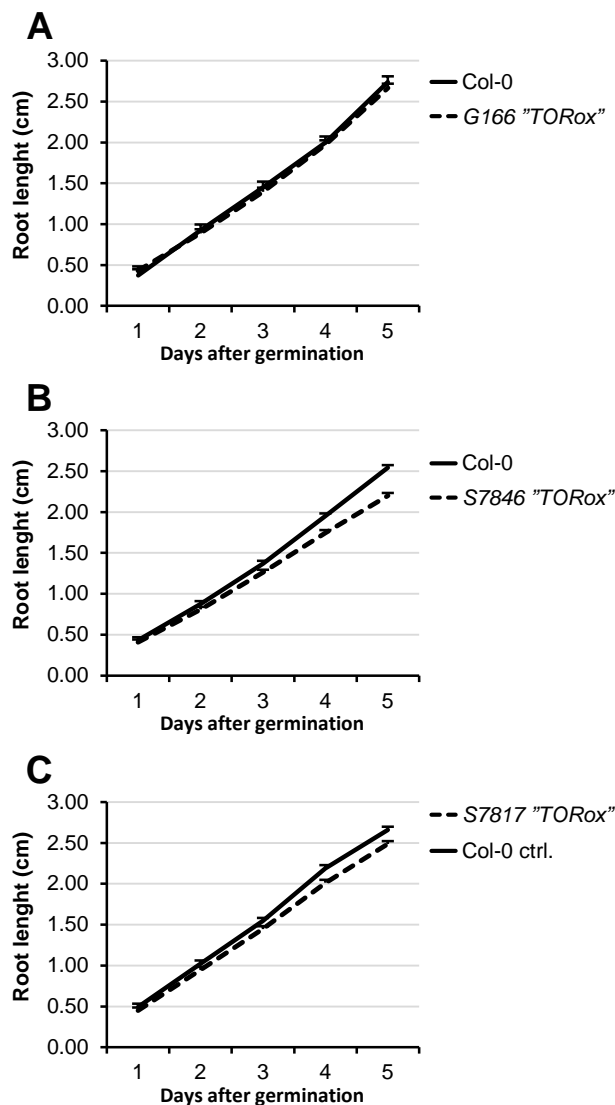 A
Root lenght (cm)
3.00
2.50
2.00
1.50
1.00
0.50
0.00
1 2 3 4 5
Days after germination
Col-0
G166 "TORox"
B
Root lenght (cm)
3.00
2.50
2.00
1.50
1.00
0.50
0.00
1 2 3 4 5
Days after germination
Col-0
S7846 "TORox"
C
Root lenght (cm)
3.00
2.50
2.00
1.50
1.00
0.50
0.00
1 2 3 4 5
Days after germination
S7817 "TORox"
Col-0 ctrl.